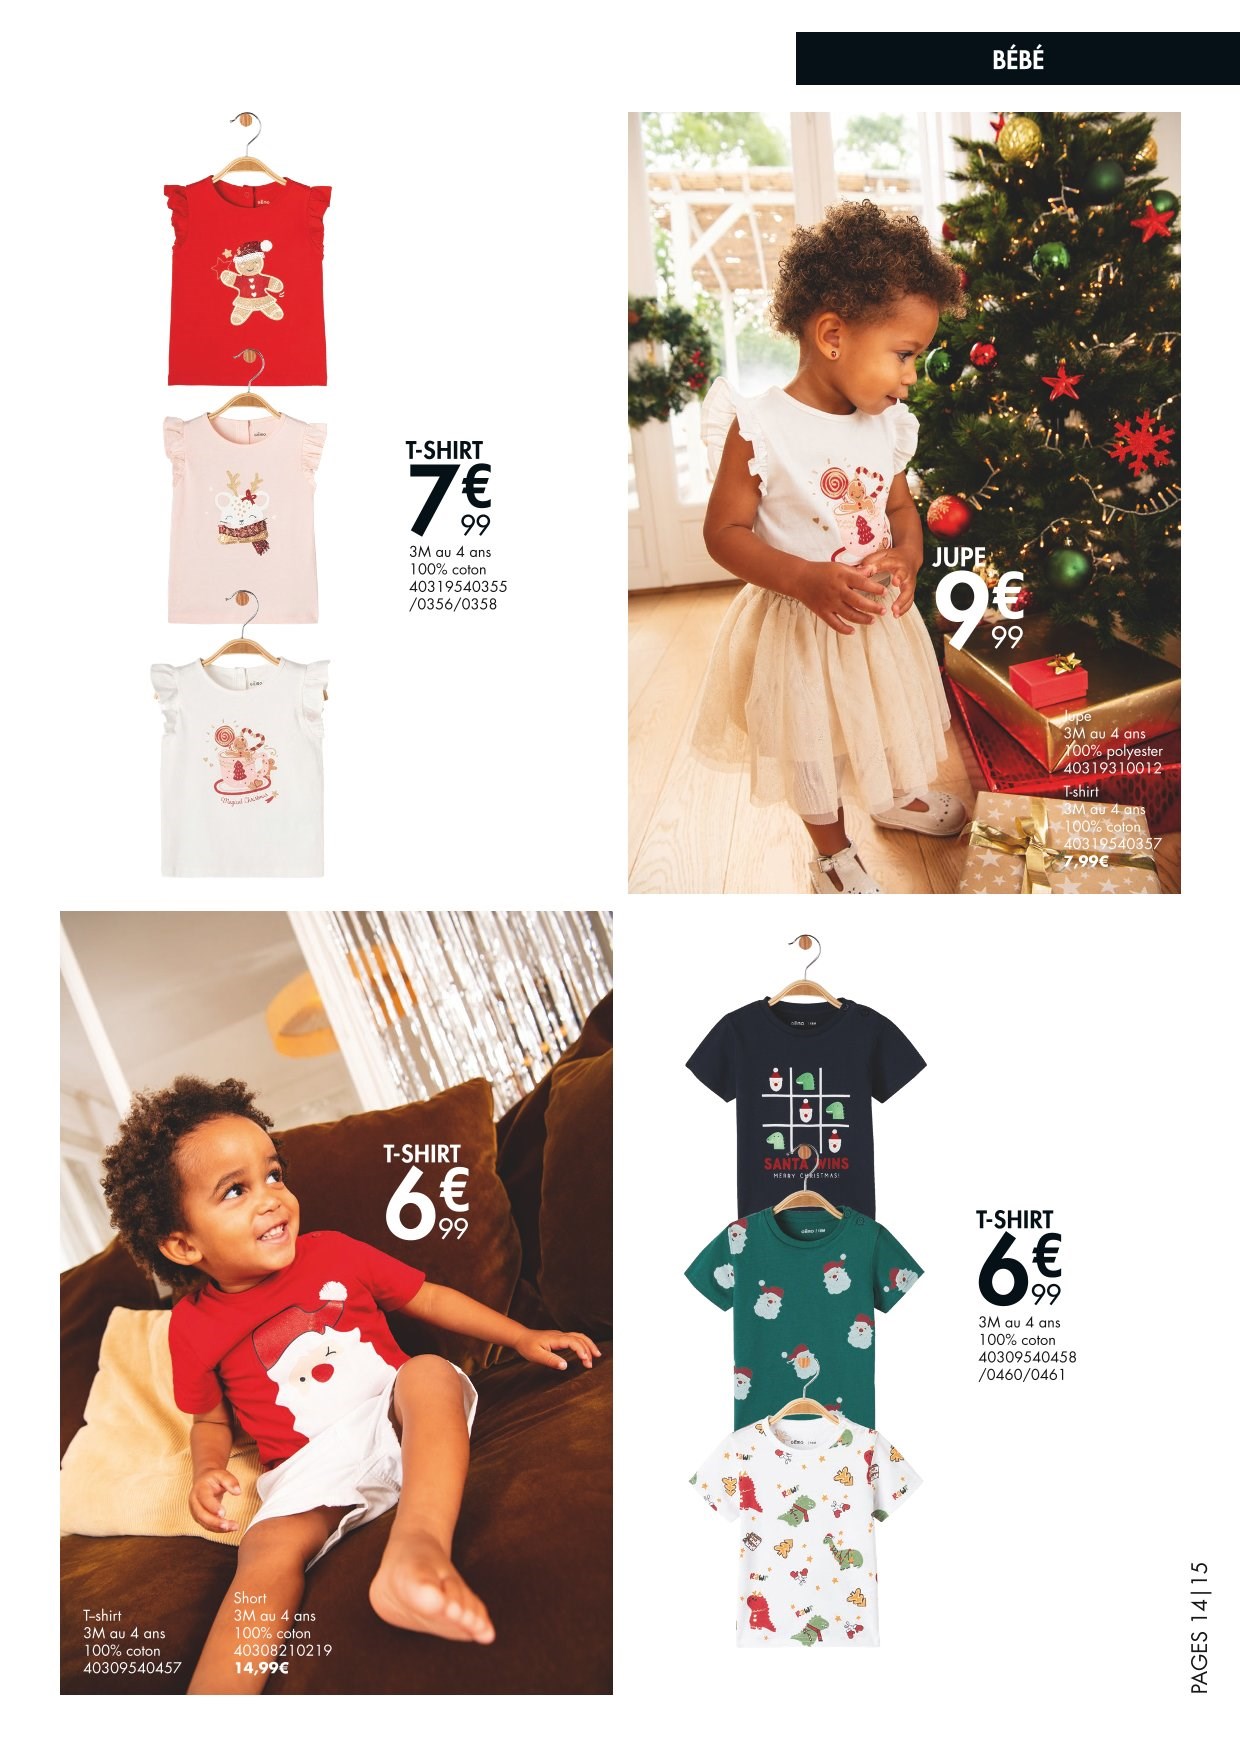 BÉBÉ
T-SHIRT
7€99
3M au 4 ans
100% coton
40319540355
/0356/0358
Magical Christmas
JUPE
9€99
Jupe
3M au 4 ans
100% polyester
40319310012
T-shirt
3M au 4 ans
100% coton
40319540357
7,99€
T-SHIRT
6€99
T-shirt
3M au 4 ans
100% coton
40309540457
Short
3M au 4 ans
100% coton
40308210219
14,99€
SANTA WINS
MERRY CHRISTMAS!
T-SHIRT
6€99
3M au 4 ans
100% coton
40309540458
/0460/0461
PAGES 14|15